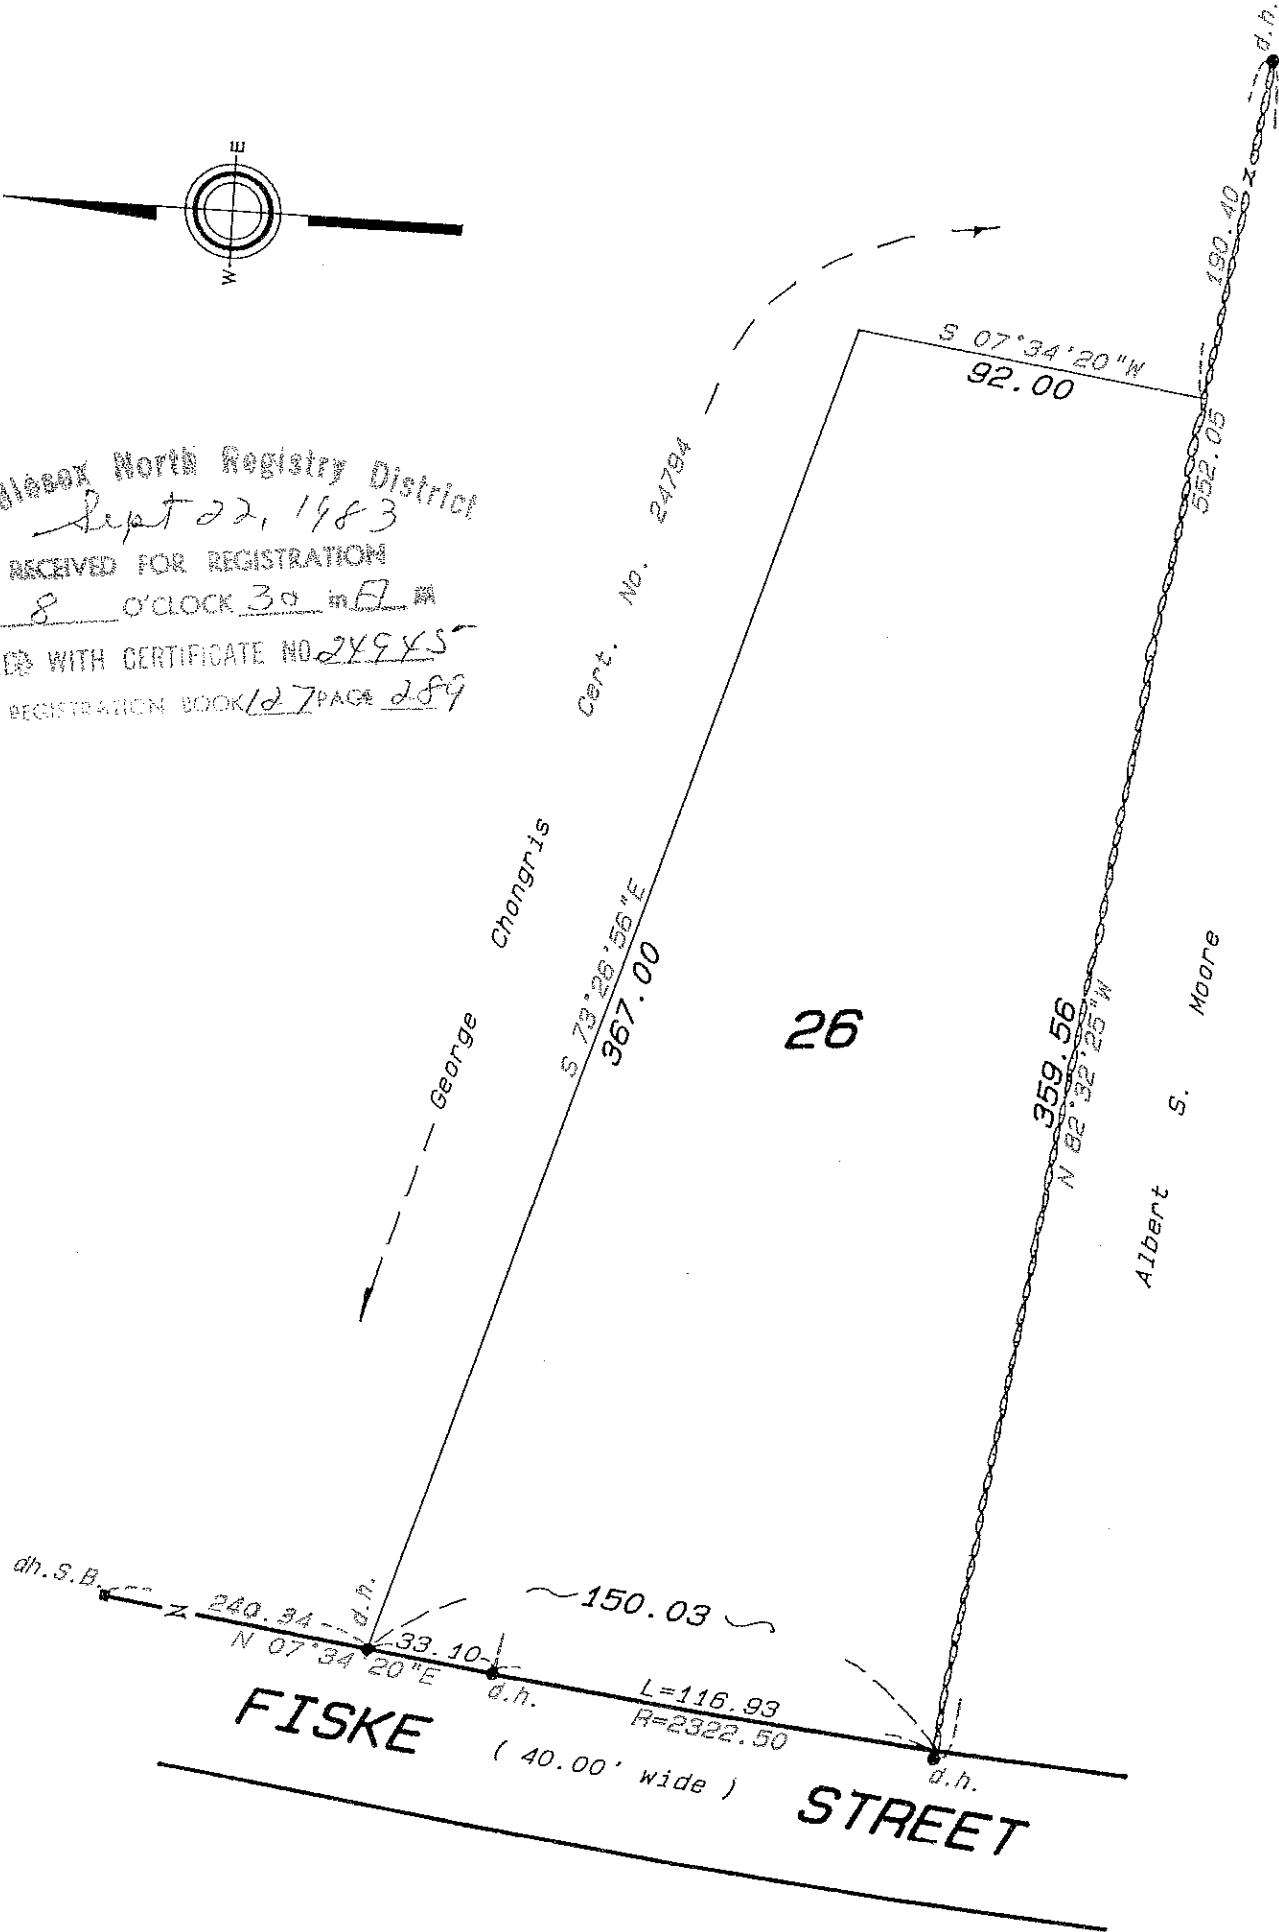 d.h.
E
W
190.40
S 07°34'20"W
92.00
552.05
North Registry District
Sept 22, 1983
RECEIVED FOR REGISTRATION
8 O'CLOCK 30 in A M
WITH CERTIFICATE NO. 24945
REGISTRATION BOOK 127 PAGE 289
George Changris Cert. No. 24794
S 73°28'56"E
367.00
26
359.56
N 82°32'25"W
Albert S. Moore
dh.S.B.
240.34
N 07°34'20"E
d.h.
33.10
d.h.
150.03
L=116.93
R=2322.50
d.h.
FISKE STREET
( 40.00' wide )